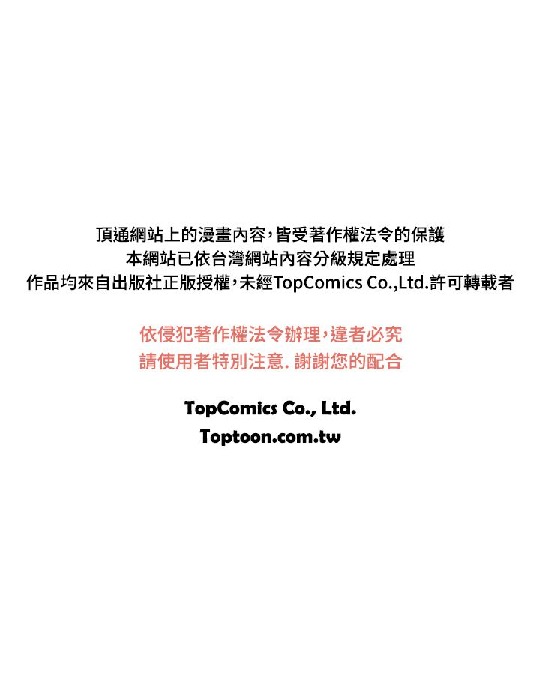 頂通網站上的漫畫內容，皆受著作權法令的保護
本網站已依台灣網站內容分級規定處理
作品均來自出版社正版授權，未經TopComics Co.,Ltd.許可轉載者
依侵犯著作權法令辦理，違者必究
請使用者特別注意. 謝謝您的配合
TopComics Co., Ltd.
Toptoon.com.tw